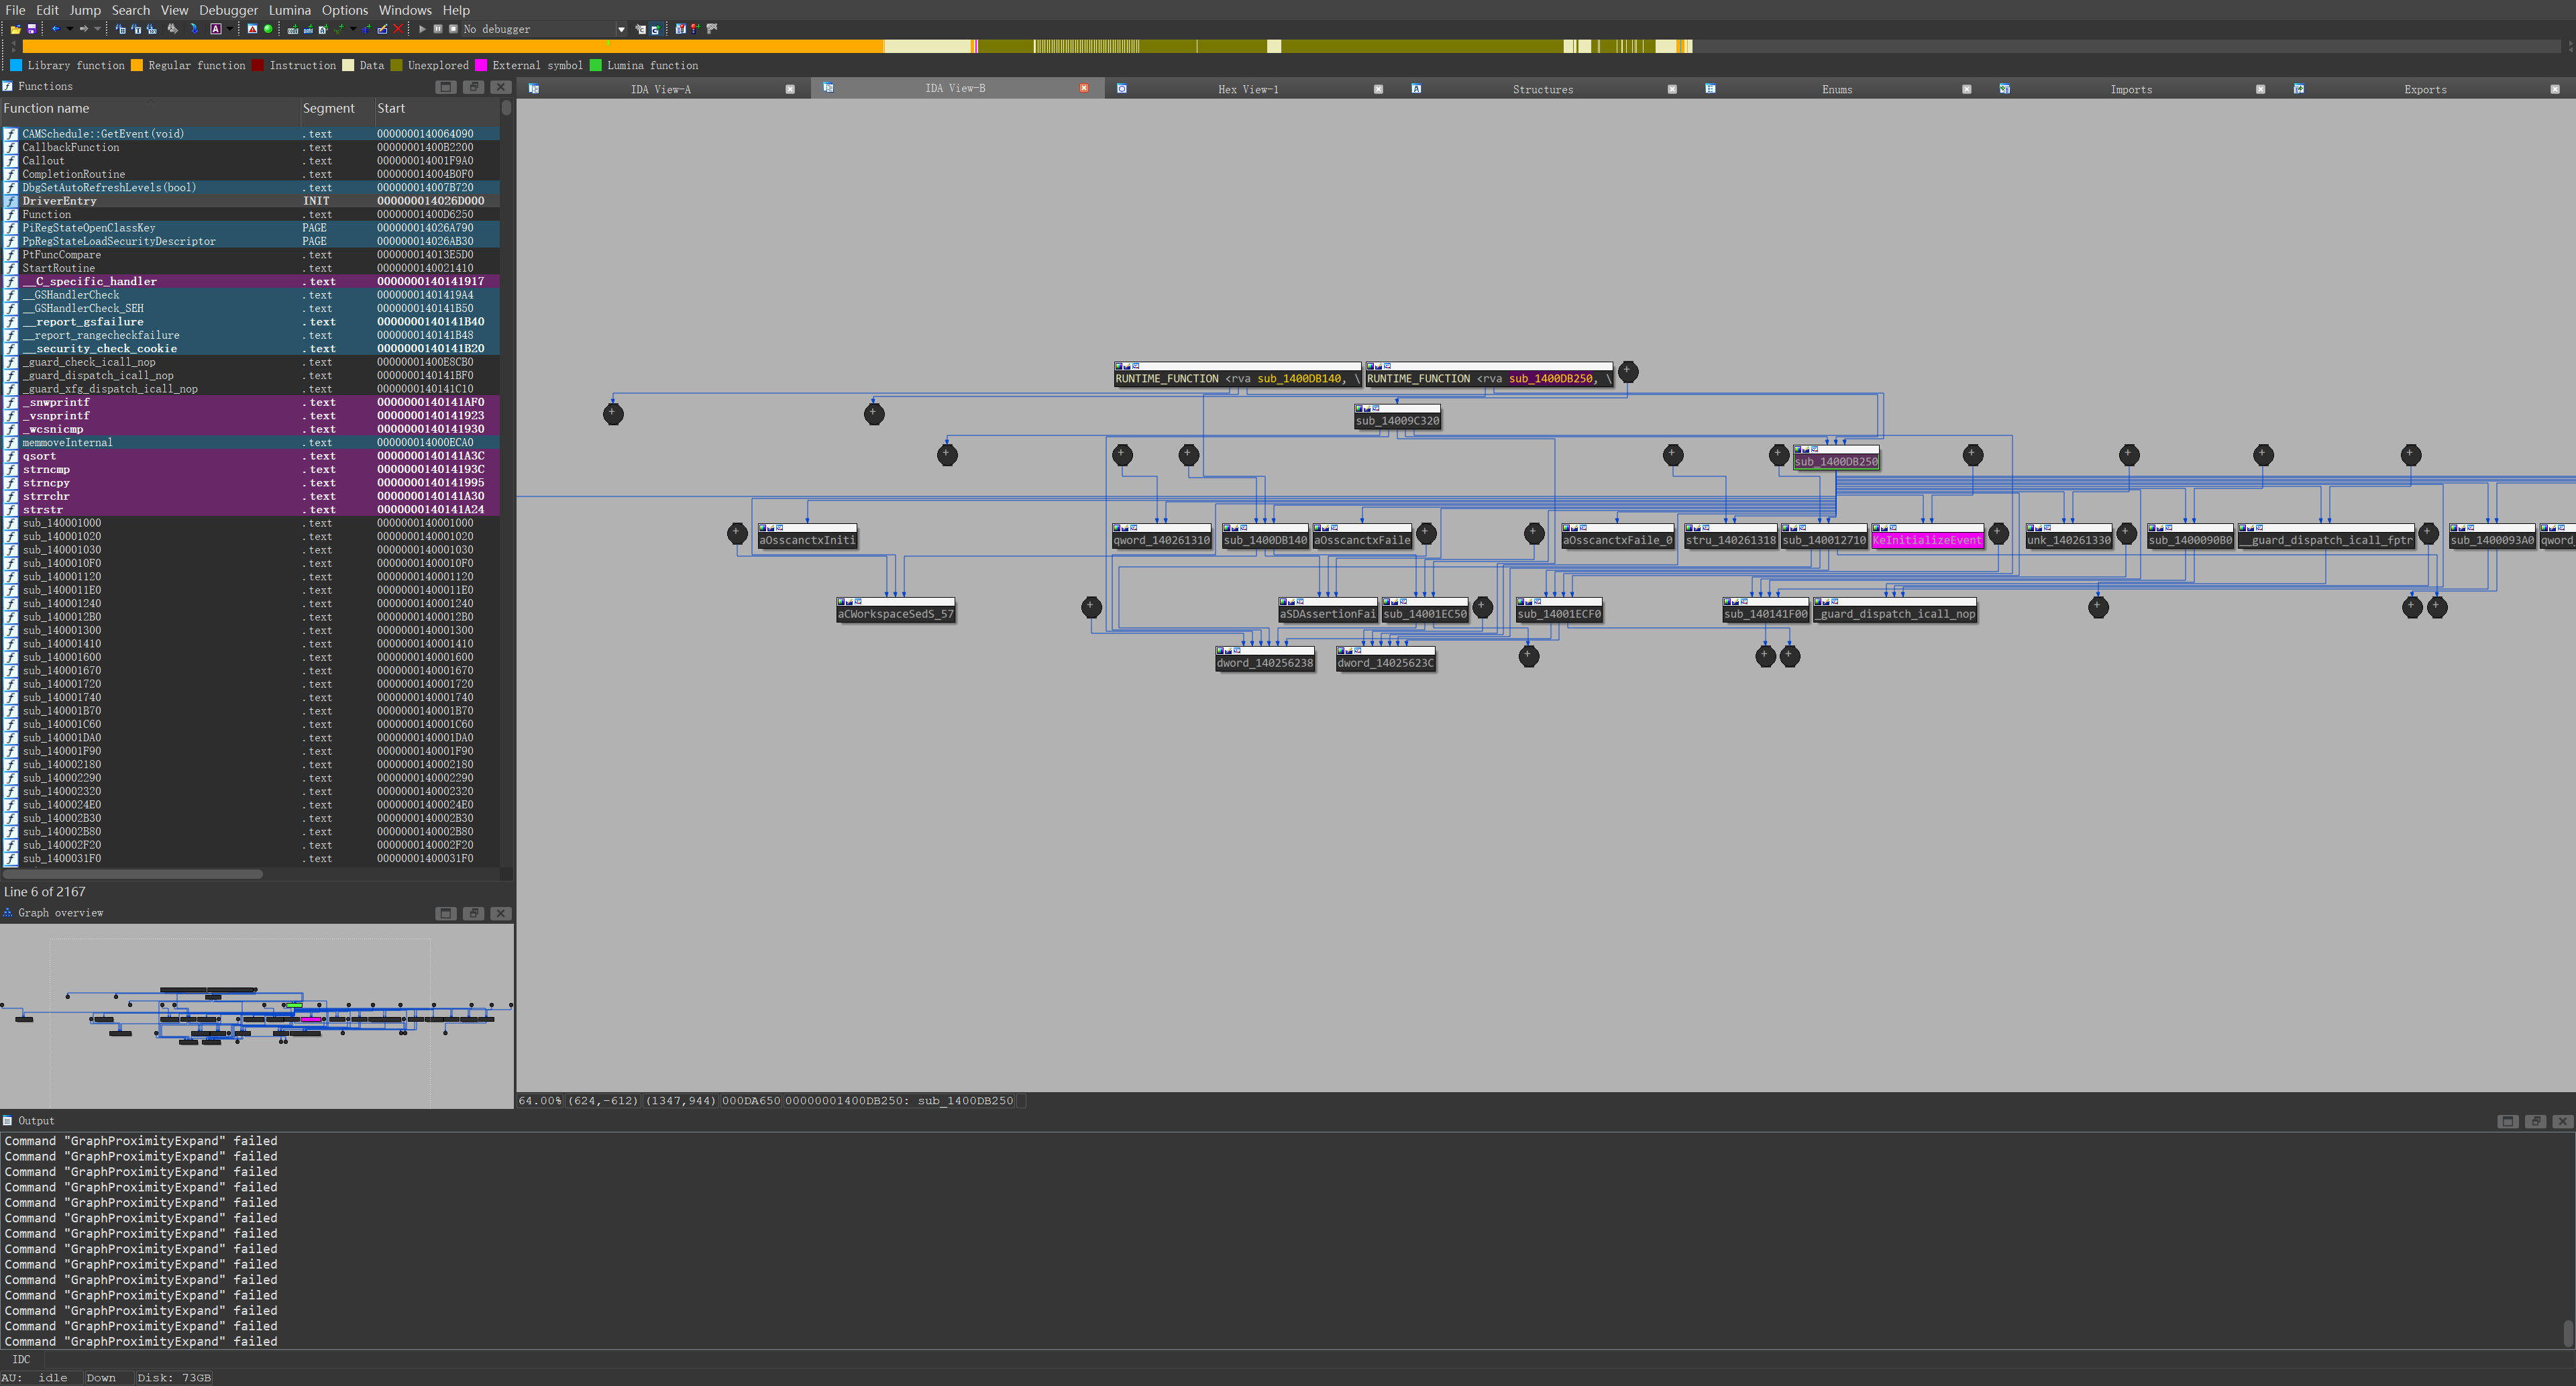 File Edit Jump Search View Debugger Lumina Options Windows Help
No debugger
Library function Regular function Instruction Data Unexplored External symbol Lumina function
Functions
Function name Segment Start
CAMSchedule::GetEvent(void) .text 0000000140064090
CallbackFunction .text 00000001400B2200
Callout .text 000000014001F9A0
CompletionRoutine .text 000000014004B0F0
DbgSetAutoRefreshLevels(bool) .text 000000014007B720
DriverEntry INIT 000000014026D000
Function .text 00000001400D6250
PiRegStateOpenClassKey PAGE 000000014026A790
PpRegStateLoadSecurityDescriptor PAGE 000000014026AB30
PtFuncCompare .text 000000014013E5D0
StartRoutine .text 0000000140021410
__C_specific_handler .text 0000000140141917
__GSHandlerCheck .text 00000001401419A4
__GSHandlerCheck_SEH .text 0000000140141B50
__report_gsfailure .text 0000000140141B40
__report_rangecheckfailure .text 0000000140141B48
__security_check_cookie .text 0000000140141B20
_guard_check_icall_nop .text 00000001400E8CB0
_guard_dispatch_icall_nop .text 0000000140141BF0
_guard_xfg_dispatch_icall_nop .text 0000000140141C10
_snwprintf .text 0000000140141AF0
_vsnprintf .text 0000000140141923
_wcsnicmp .text 0000000140141930
memmoveInternal .text 000000014000ECA0
qsort .text 0000000140141A3C
strncmp .text 000000014014193C
strncpy .text 0000000140141995
strrchr .text 0000000140141A30
strstr .text 0000000140141A24
sub_140001000 .text 0000000140001000
sub_140001020 .text 0000000140001020
sub_140001030 .text 0000000140001030
sub_1400010F0 .text 00000001400010F0
sub_140001120 .text 0000000140001120
sub_1400011E0 .text 00000001400011E0
sub_140001240 .text 0000000140001240
sub_1400012B0 .text 00000001400012B0
sub_140001300 .text 0000000140001300
sub_140001410 .text 0000000140001410
sub_140001600 .text 0000000140001600
sub_140001670 .text 0000000140001670
sub_140001720 .text 0000000140001720
sub_140001740 .text 0000000140001740
sub_140001B70 .text 0000000140001B70
sub_140001C60 .text 0000000140001C60
sub_140001DA0 .text 0000000140001DA0
sub_140001F90 .text 0000000140001F90
sub_140002180 .text 0000000140002180
sub_140002290 .text 0000000140002290
sub_140002320 .text 0000000140002320
sub_1400024E0 .text 00000001400024E0
sub_140002B30 .text 0000000140002B30
sub_140002B80 .text 0000000140002B80
sub_140002F20 .text 0000000140002F20
sub_1400031F0 .text 00000001400031F0
Line 6 of 2167
Graph overview
IDA View-A IDA View-B Hex View-1 Structures Enums Imports Exports
RUNTIME_FUNCTION <rva sub_1400DB140, \ RUNTIME_FUNCTION <rva sub_1400DB250, \
sub_14009C320
sub_1400DB250
aOsscanctxIniti qword_140261310 sub_1400DB140 aOsscanctxFaile aOsscanctxFaile_0 stru_140261318 sub_140012710 KeInitializeEvent unk_140261330 sub_1400090B0 __guard_dispatch_icall_fptr sub_1400093A0 qword_
aCWorkspaceSedS_57 aSDAssertionFai sub_14001EC50 sub_14001ECF0 sub_140141F00 _guard_dispatch_icall_nop
dword_140256238 dword_14025623C
64.00% (624,-612) (1347,944) 000DA650 00000001400DB250: sub_1400DB250
Output
Command "GraphProximityExpand" failed
Command "GraphProximityExpand" failed
Command "GraphProximityExpand" failed
Command "GraphProximityExpand" failed
Command "GraphProximityExpand" failed
Command "GraphProximityExpand" failed
Command "GraphProximityExpand" failed
Command "GraphProximityExpand" failed
Command "GraphProximityExpand" failed
Command "GraphProximityExpand" failed
Command "GraphProximityExpand" failed
Command "GraphProximityExpand" failed
Command "GraphProximityExpand" failed
Command "GraphProximityExpand" failed
IDC
AU: idle Down Disk: 73GB